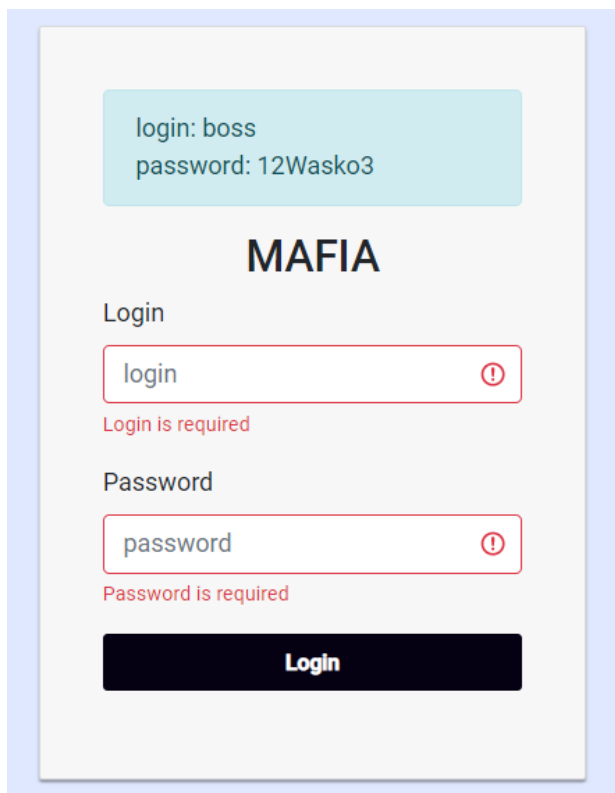 login: boss
password: 12Wasko3
MAFIA
Login
login
Login is required
Password
password
Password is required
Login